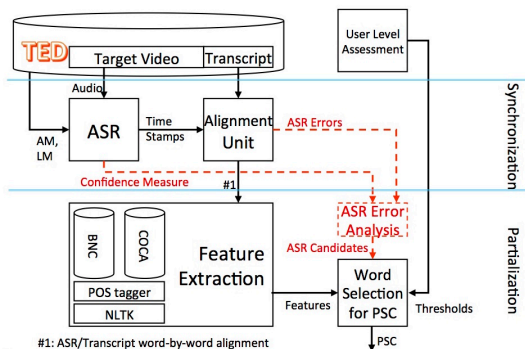 TED
Target Video
Transcript
User Level
Assessment
Audio
AM,
LM
ASR
Time
Stamps
Alignment
Unit
ASR Errors
Synchronization
Confidence Measure
#1
ASR Error
Analysis
ASR Candidates
BNC
COCA
POS tagger
NLTK
Feature
Extraction
Features
Word
Selection
for PSC
Thresholds
Partialization
PSC
#1: ASR/Transcript word-by-word alignment